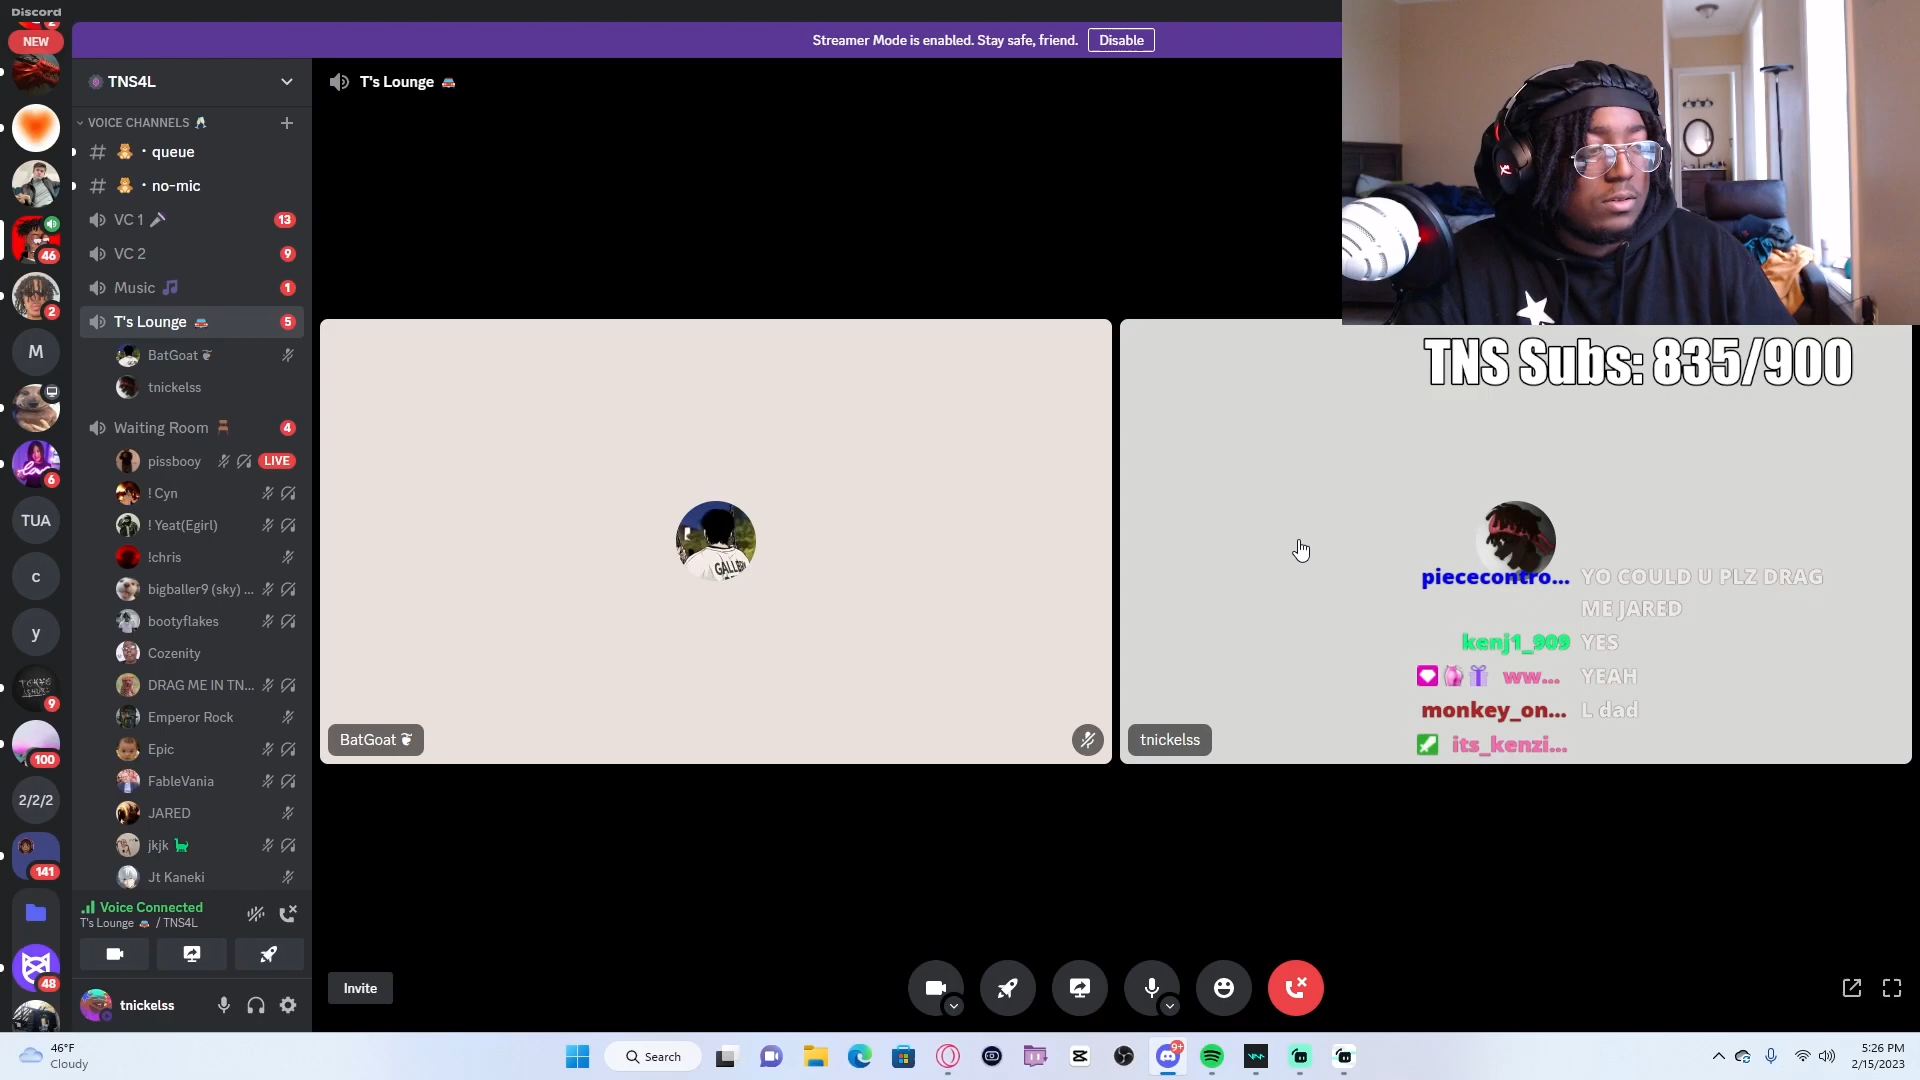 Discord
2
NEW
Streamer Mode is enabled. Stay safe, friend.
Disable
TNS4L
T's Lounge
VOICE CHANNELS
queue
no-mic
VC 1
13
VC 2
9
Music
1
T's Lounge
5
BatGoat
tnickelss
Waiting Room
4
pissbooy
LIVE
! Cyn
! Yeat(Egirl)
!chris
bigballer9 (sky) ...
bootyflakes
Cozenity
DRAG ME IN TN...
Emperor Rock
Epic
FableVania
JARED
jkjk
Jt Kaneki
46
2
M
6
TUA
c
y
9
100
2/2/2
141
48
Voice Connected
T's Lounge / TNS4L
tnickelss
TNS Subs: 835/900
GALLERY
BatGoat
tnickelss
piececontro... YO COULD U PLZ DRAG
ME JARED
kenj1_909 YES
ww... YEAH
monkey_on... L dad
its_kenzi...
Invite
46°F
Cloudy
Search
9+
5:26 PM
2/15/2023